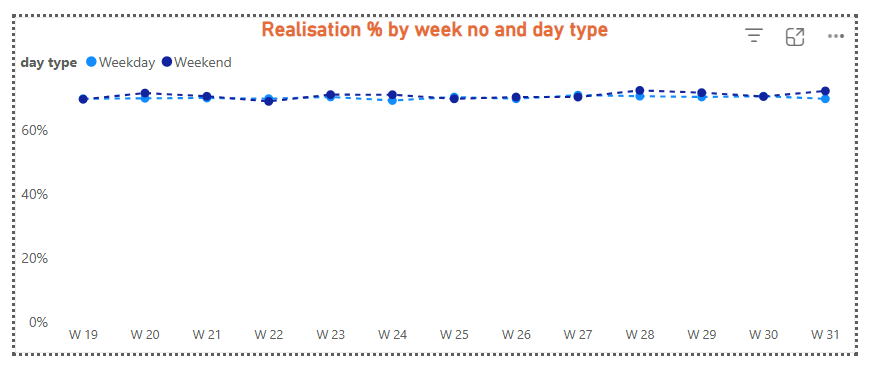 Realisation % by week no and day type
day type Weekday Weekend
60%
40%
20%
0%
W 19 W 20 W 21 W 22 W 23 W 24 W 25 W 26 W 27 W 28 W 29 W 30 W 31